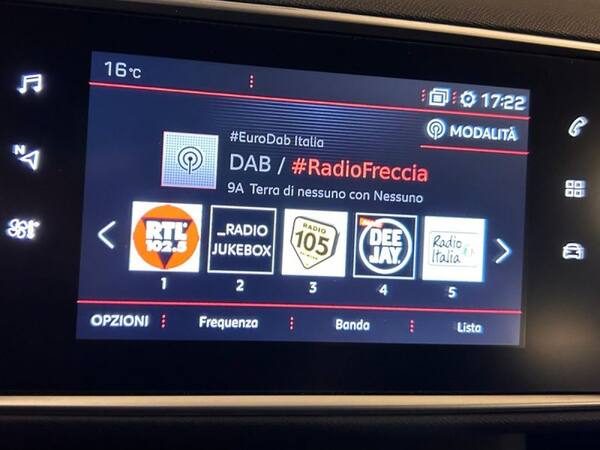 16°C
17:22
MODALITÀ
#EuroDab Italia
DAB / #RadioFreccia
9A Terra di nessuno con Nessuno
N
RTL
102.5
_RADIO
JUKEBOX
RADIO
105
DEE
JAY
Radio
Italia
1 2 3 4 5
OPZIONI Frequenza Banda Lista